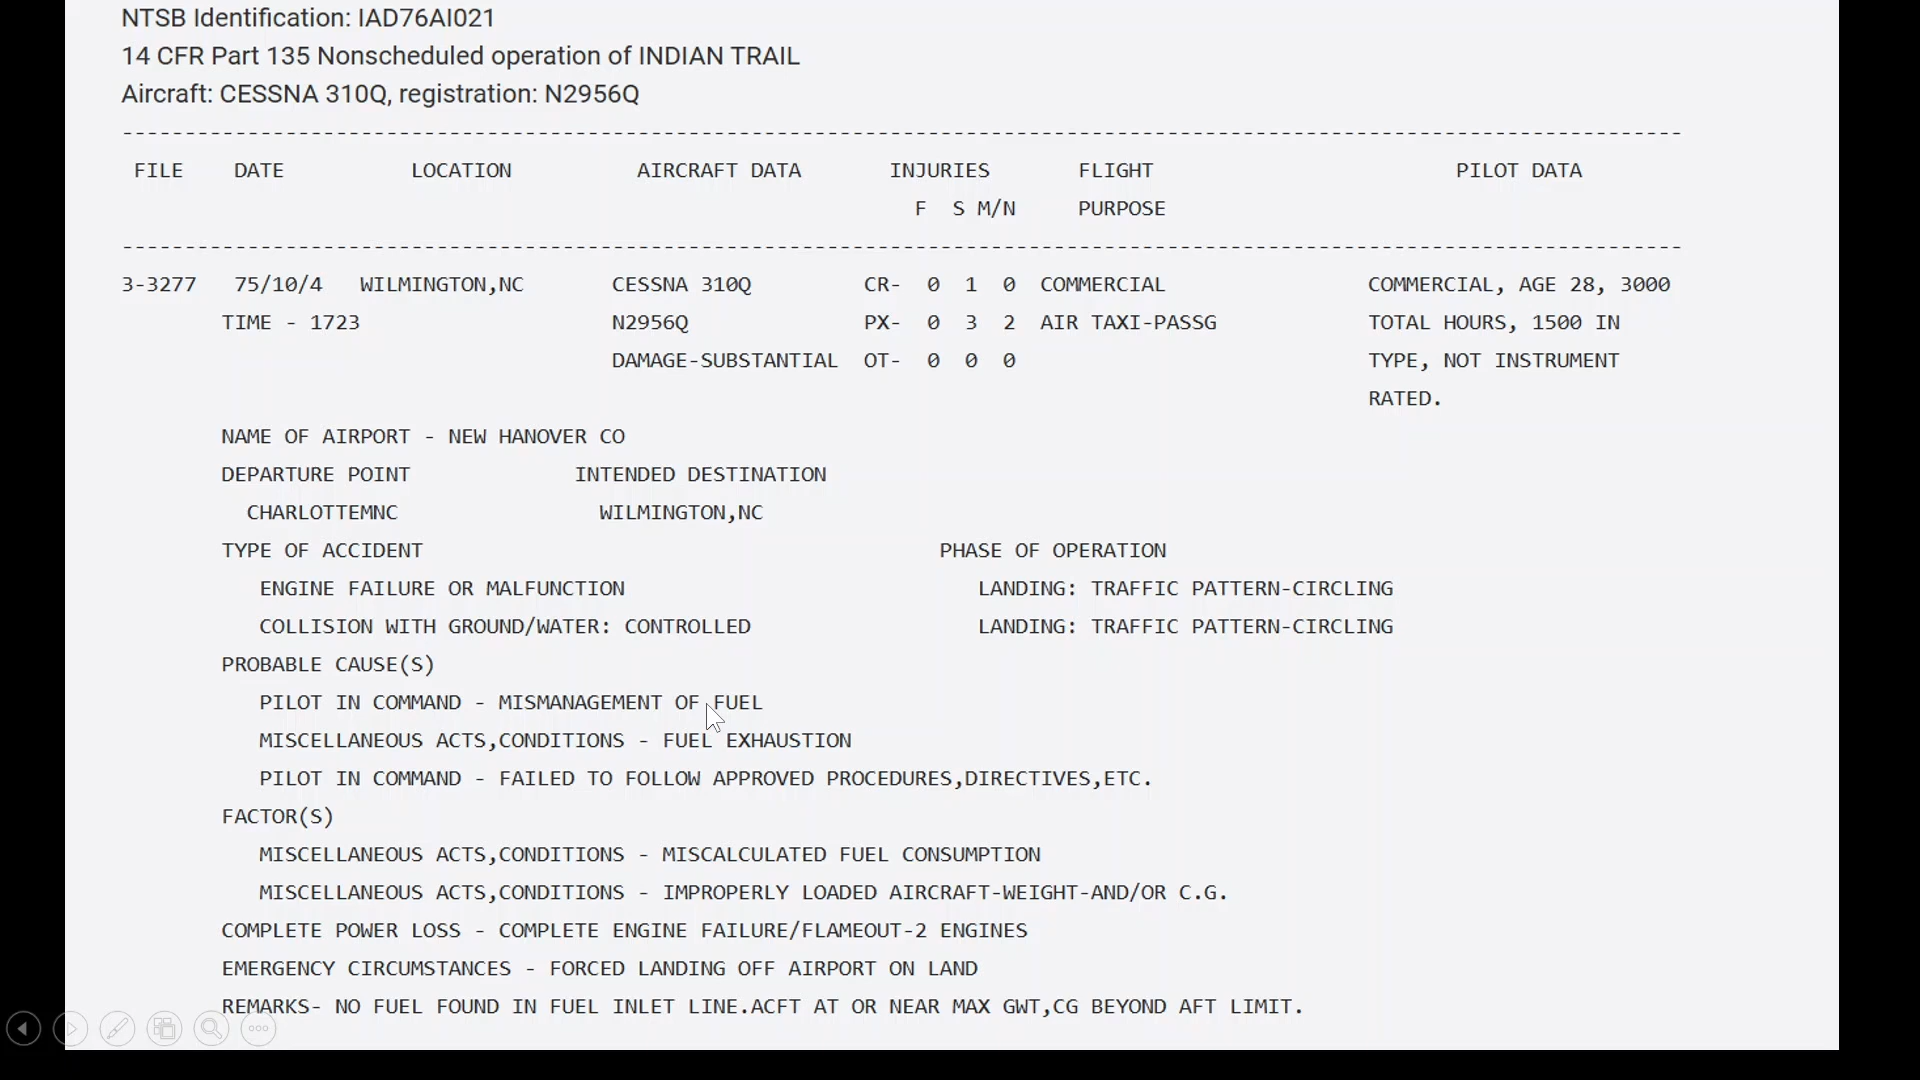 NTSB Identification: IAD76AI021
14 CFR Part 135 Nonscheduled operation of INDIAN TRAIL
Aircraft: CESSNA 310Q, registration: N2956Q
----------------------------------------------------------------------------------------------------------------------------
FILE DATE LOCATION AIRCRAFT DATA INJURIES FLIGHT PILOT DATA
F S M/N PURPOSE
----------------------------------------------------------------------------------------------------------------------------
3-3277 75/10/4 WILMINGTON,NC CESSNA 310Q CR- 0 1 0 COMMERCIAL COMMERCIAL, AGE 28, 3000
TIME - 1723 N2956Q PX- 0 3 2 AIR TAXI-PASSG TOTAL HOURS, 1500 IN
DAMAGE-SUBSTANTIAL OT- 0 0 0 TYPE, NOT INSTRUMENT
RATED.
NAME OF AIRPORT - NEW HANOVER CO
DEPARTURE POINT INTENDED DESTINATION
CHARLOTTEMNC WILMINGTON,NC
TYPE OF ACCIDENT PHASE OF OPERATION
ENGINE FAILURE OR MALFUNCTION LANDING: TRAFFIC PATTERN-CIRCLING
COLLISION WITH GROUND/WATER: CONTROLLED LANDING: TRAFFIC PATTERN-CIRCLING
PROBABLE CAUSE(S)
PILOT IN COMMAND - MISMANAGEMENT OF FUEL
MISCELLANEOUS ACTS,CONDITIONS - FUEL EXHAUSTION
PILOT IN COMMAND - FAILED TO FOLLOW APPROVED PROCEDURES,DIRECTIVES,ETC.
FACTOR(S)
MISCELLANEOUS ACTS,CONDITIONS - MISCALCULATED FUEL CONSUMPTION
MISCELLANEOUS ACTS,CONDITIONS - IMPROPERLY LOADED AIRCRAFT-WEIGHT-AND/OR C.G.
COMPLETE POWER LOSS - COMPLETE ENGINE FAILURE/FLAMEOUT-2 ENGINES
EMERGENCY CIRCUMSTANCES - FORCED LANDING OFF AIRPORT ON LAND
REMARKS- NO FUEL FOUND IN FUEL INLET LINE.ACFT AT OR NEAR MAX GWT,CG BEYOND AFT LIMIT.